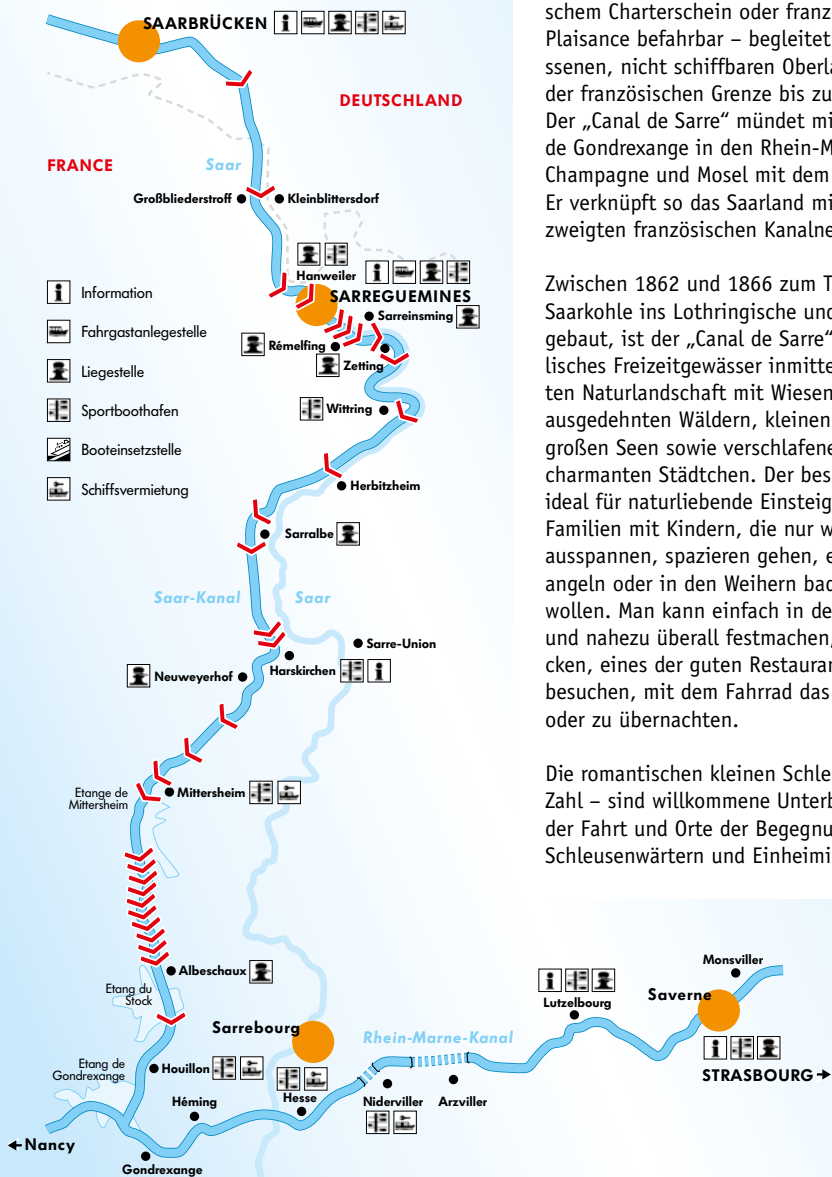 SAARBRÜCKEN
DEUTSCHLAND
FRANCE
Saar
Großbliederstroff
Kleinblittersdorf
Hanweiler
SARREGUEMINES
Sarreinsming
Rémelfing
Zetting
Wittring
Herbitzheim
Sarralbe
Saar-Kanal
Saar
Sarre-Union
Harskirchen
Neuweyerhof
Etange de
Mittersheim
Mittersheim
Albeschaux
Etang du
Stock
Sarrebourg
Rhein-Marne-Kanal
Etang de
Gondrexange
Houillon
Héming
Hesse
Niderviller
Arzviller
Lutzelbourg
Saverne
Monsviller
STRASBOURG →
← Nancy
Gondrexange
i Information
Fahrgastanlegestelle
Liegestelle
Sportboothafen
Booteinsetzstelle
Schiffsvermietung
schem Charterschein oder franz
Plaisance befahrbar – begleitet
ssenen, nicht schiffbaren Oberla
der französischen Grenze bis zu
Der „Canal de Sarre“ mündet mi
de Gondrexange in den Rhein-M
Champagne und Mosel mit dem
Er verknüpft so das Saarland mi
zweigten französischen Kanalne
Zwischen 1862 und 1866 zum T
Saarkohle ins Lothringische und
gebaut, ist der „Canal de Sarre“
lisches Freizeitgewässer inmitte
ten Naturlandschaft mit Wiesen
ausgedehnten Wäldern, kleinen
großen Seen sowie verschlafene
charmanten Städtchen. Der bes
ideal für naturliebende Einsteig
Familien mit Kindern, die nur w
ausspannen, spazieren gehen, e
angeln oder in den Weihern bad
wollen. Man kann einfach in de
und nahezu überall festmachen,
cken, eines der guten Restauran
besuchen, mit dem Fahrrad das
oder zu übernachten.
Die romantischen kleinen Schle
Zahl – sind willkommene Unterb
der Fahrt und Orte der Begegnu
Schleusenwärtern und Einheimi